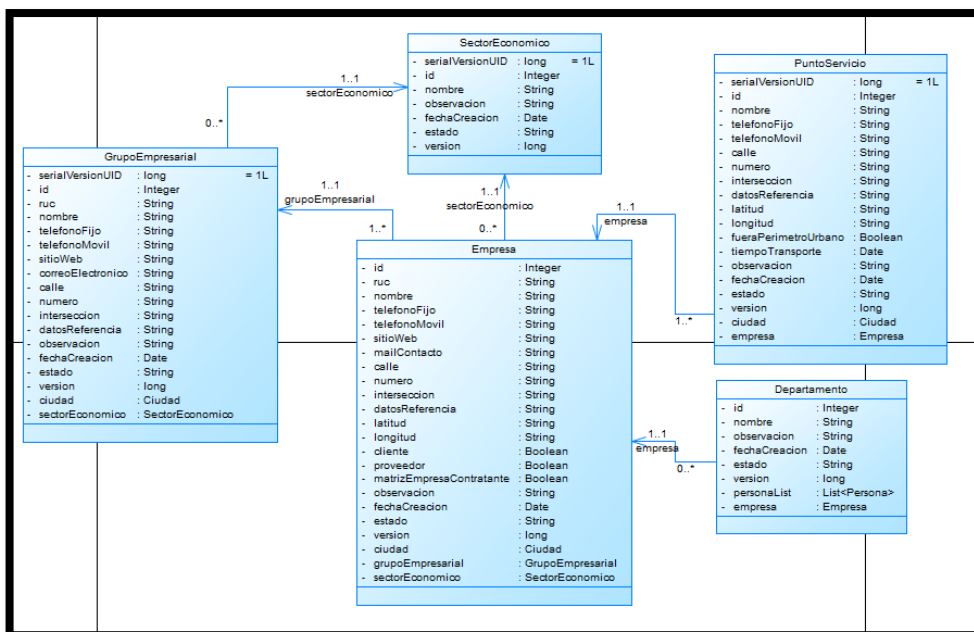 SectorEconomico
- serialVersionUID : long = 1L
- id : Integer
- nombre : String
- observacion : String
- fechaCreacion : Date
- estado : String
- version : long
PuntoServicio
- serialVersionUID : long = 1L
- id : Integer
- nombre : String
- telefonoFijo : String
- telefonoMovil : String
- calle : String
- numero : String
- interseccion : String
- datosReferencia : String
- latitud : String
- longitud : String
- fueraPerimetroUrbano : Boolean
- tiempoTransporte : Date
- observacion : String
- fechaCreacion : Date
- estado : String
- version : long
- ciudad : Ciudad
- empresa : Empresa
1..1
sectorEconomico
0..*
GrupoEmpresarial
- serialVersionUID : long = 1L
- id : Integer
- ruc : String
- nombre : String
- telefonoFijo : String
- telefonoMovil : String
- sitioWeb : String
- correoElectronico : String
- calle : String
- numero : String
- interseccion : String
- datosReferencia : String
- observacion : String
- fechaCreacion : Date
- estado : String
- version : long
- ciudad : Ciudad
- sectorEconomico : SectorEconomico
1..1
grupoEmpresarial
1..*
1..1
sectorEconomico
0..*
1..1
empresa
1..*
Empresa
- id : Integer
- ruc : String
- nombre : String
- telefonoFijo : String
- telefonoMovil : String
- sitioWeb : String
- mailContacto : String
- calle : String
- numero : String
- interseccion : String
- datosReferencia : String
- latitud : String
- longitud : String
- cliente : Boolean
- proveedor : Boolean
- matrizEmpresaContratante : Boolean
- observacion : String
- fechaCreacion : Date
- estado : String
- version : long
- ciudad : Ciudad
- grupoEmpresarial : GrupoEmpresarial
- sectorEconomico : SectorEconomico
1..1
empresa
0..*
Departamento
- id : Integer
- nombre : String
- observacion : String
- fechaCreacion : Date
- estado : String
- version : long
- personaList : List<Persona>
- empresa : Empresa